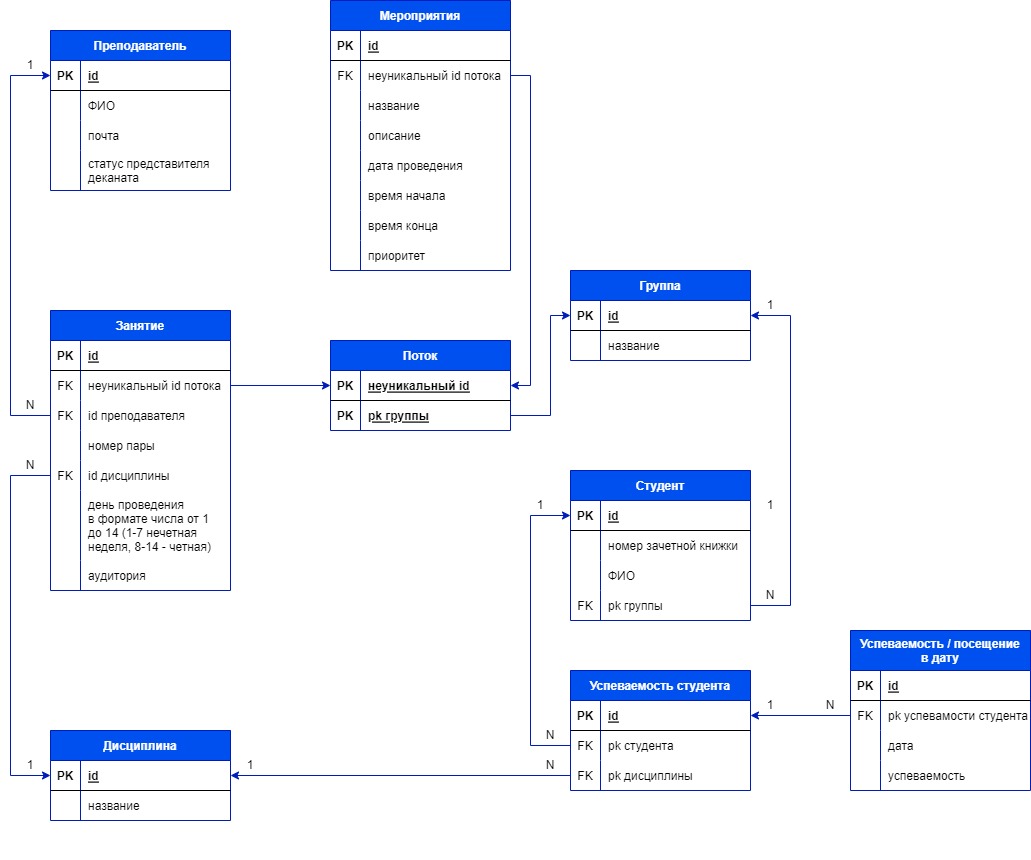 Мероприятия
PK id
FK неуникальный id потока
название
описание
дата проведения
время начала
время конца
приоритет
Преподаватель
1
PK id
ФИО
почта
статус представителя
деканата
Группа
PK id
1
название
Занятие
PK id
FK неуникальный id потока
N
FK id преподавателя
номер пары
N
FK id дисциплины
день проведения
в формате числа от 1
до 14 (1-7 нечетная
неделя, 8-14 - четная)
аудитория
Поток
PK неуникальный id
PK pk группы
Студент
1
PK id
1
номер зачетной книжки
ФИО
FK pk группы
N
Успеваемость / посещение
в дату
PK id
N
FK pk успевамости студента
дата
успеваемость
Успеваемость студента
PK id
1
N
FK pk студента
N
FK pk дисциплины
Дисциплина
1
PK id
1
название